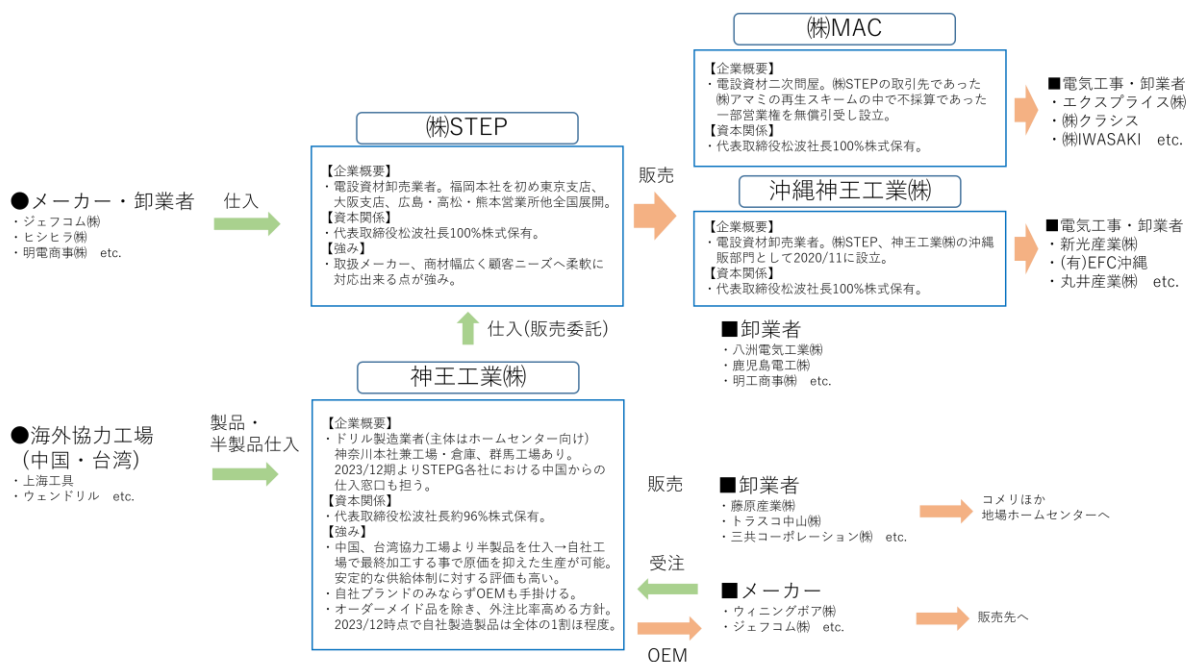 ㈱MAC
【企業概要】
・電設資材二次問屋。㈱STEPの取引先であった
㈱アマミの再生スキームの中で不採算であった
一部営業権を無償引受し設立。
【資本関係】
・代表取締役松波社長100%株式保有。
■電気工事・卸業者
・エクスプライス㈱
・㈱クラシス
・㈱IWASAKI etc.
㈱STEP
【企業概要】
・電設資材卸売業者。福岡本社を初め東京支店、
大阪支店、広島・高松・熊本営業所他全国展開。
【資本関係】
・代表取締役松波社長100%株式保有。
【強み】
・取扱メーカー、商材幅広く顧客ニーズへ柔軟に
対応出来る点が強み。
●メーカー・卸業者
・ジェフコム㈱
・ヒシヒラ㈱
・明電商事㈱ etc.
仕入
販売
沖縄神王工業㈱
【企業概要】
・電設資材卸売業者。㈱STEP、神王工業㈱の沖縄
販部門として2020/11に設立。
【資本関係】
・代表取締役松波社長100%株式保有。
■電気工事・卸業者
・新光産業㈱
・(有)EFC沖縄
・丸井産業㈱ etc.
仕入(販売委託)
■卸業者
・八洲電気工業㈱
・鹿児島電工㈱
・明工商事㈱ etc.
神王工業㈱
【企業概要】
・ドリル製造業者(主体はホームセンター向け)
神奈川本社兼工場・倉庫、群馬工場あり。
2023/12期よりSTEPG各社における中国からの
仕入窓口も担う。
【資本関係】
・代表取締役松波社長約96%株式保有。
【強み】
・中国、台湾協力工場より半製品を仕入→自社工
場で最終加工する事で原価を抑えた生産が可能。
安定的な供給体制に対する評価も高い。
・自社ブランドのみならずOEMも手掛ける。
・オーダーメイド品を除き、外注比率高める方針。
2023/12時点で自社製造製品は全体の1割ほ程度。
●海外協力工場
(中国・台湾)
・上海工具
・ウェンドリル etc.
製品・
半製品仕入
販売
■卸業者
・藤原産業㈱
・トラスコ中山㈱
・三共コーポレーション㈱ etc.
コメリほか
地場ホームセンターへ
受注
■メーカー
・ウィニングボア㈱
・ジェフコム㈱ etc.
販売先へ
OEM